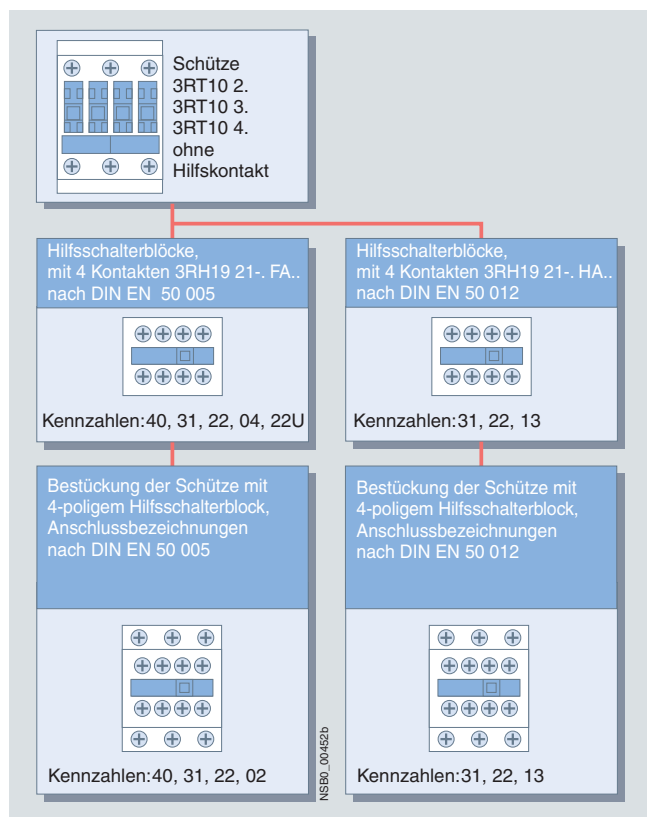 Schütze
3RT10 2.
3RT10 3.
3RT10 4.
ohne
Hilfskontakt
Hilfsschalterblöcke,
mit 4 Kontakten 3RH19 21-. FA..
nach DIN EN 50 005
Kennzahlen:40, 31, 22, 04, 22U
Hilfsschalterblöcke,
mit 4 Kontakten 3RH19 21-. HA..
nach DIN EN 50 012
Kennzahlen:31, 22, 13
Bestückung der Schütze mit
4-poligem Hilfsschalterblock,
Anschlussbezeichnungen
nach DIN EN 50 005
Kennzahlen:40, 31, 22, 02
Bestückung der Schütze mit
4-poligem Hilfsschalterblock,
Anschlussbezeichnungen
nach DIN EN 50 012
Kennzahlen:31, 22, 13
NSB0_00452b